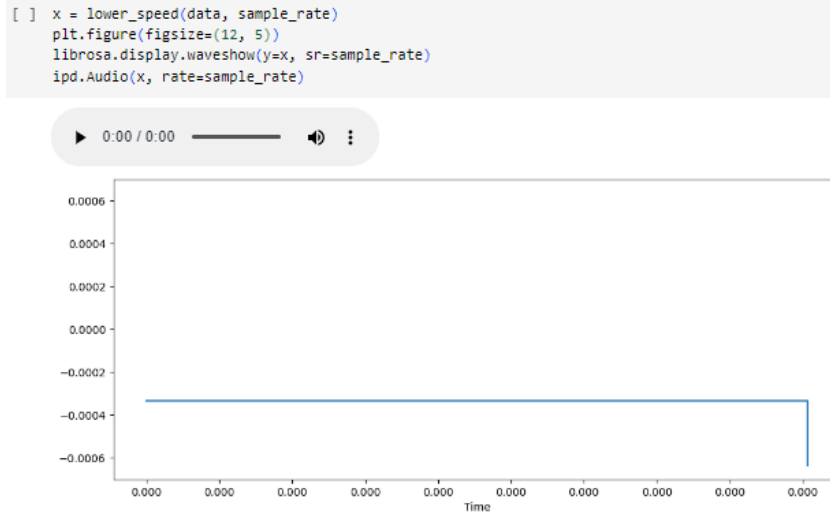 [ ] x = lower_speed(data, sample_rate)
plt.figure(figsize=(12, 5))
librosa.display.waveshow(y=x, sr=sample_rate)
ipd.Audio(x, rate=sample_rate)
0:00 / 0:00
0.0006
0.0004
0.0002
0.0000
−0.0002
−0.0004
−0.0006
0.000 0.000 0.000 0.000 0.000 0.000 0.000 0.000 0.000 0.000
Time